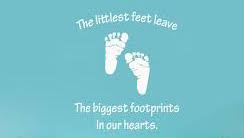 The littlest feet leave
The biggest footprints
In our hearts.